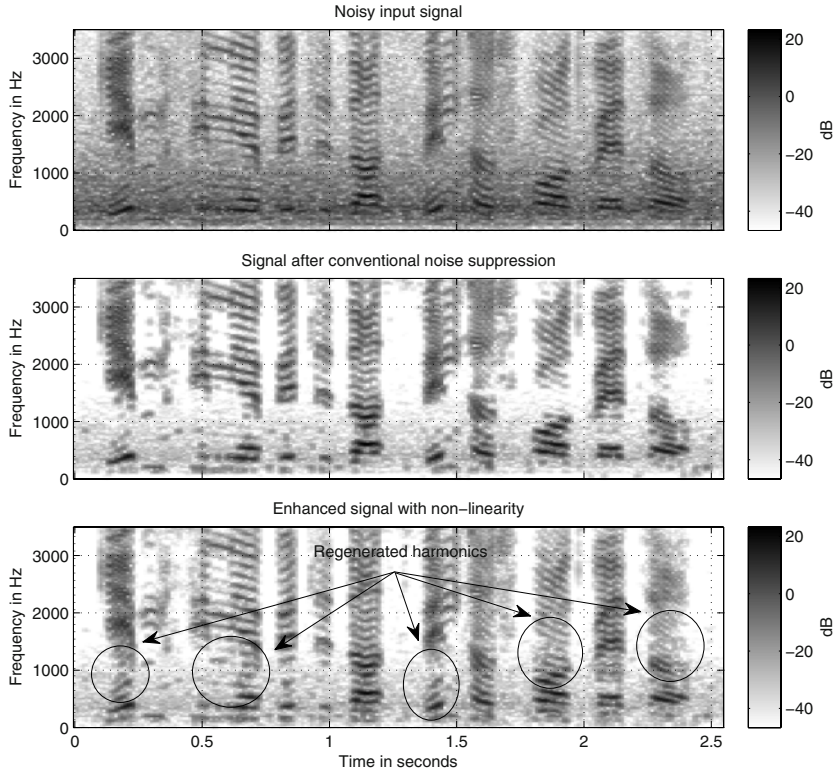 Noisy input signal
3000
2000
1000
0
Frequency in Hz
20
0
−20
−40
dB
Signal after conventional noise suppression
3000
2000
1000
0
Frequency in Hz
20
0
−20
−40
dB
Enhanced signal with non−linearity
Regenerated harmonics
3000
2000
1000
0
Frequency in Hz
20
0
−20
−40
dB
0 0.5 1 1.5 2 2.5
Time in seconds